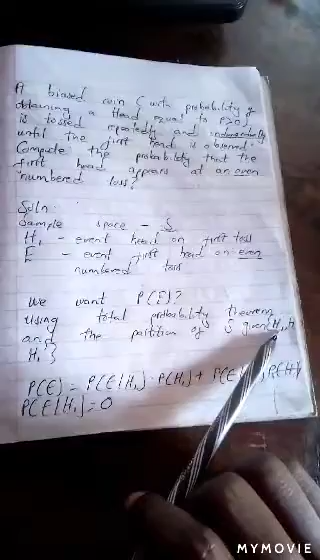 A biased coin (with probability of
obtaining a Head equal to P>0)
is tossed repeatedly and independently
until the first head is observed.
Compute the probability that the
first head appears at an even
numbered toss?
Soln.
Sample space - S
H₁ - event head on first toss
E - event first head on even
numbered toss
We want P(E)?
Using total probability theorem
and the partition of S given {H₁,
H₁}
P(E) = P(E|H₁) · P(H₁) + P(E
P(E|H₁) = 0
MYMOVIE